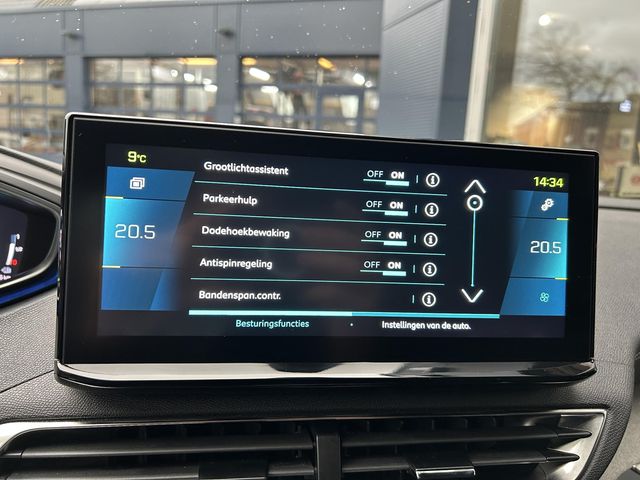 9°C
14:34
Grootlichtassistent OFF ON i
Parkeerhulp OFF ON i
Dodehoekbewaking OFF ON i
Antispinregeling OFF ON i
Bandenspan.contr. i
20.5
20.5
Besturingsfuncties Instellingen van de auto.